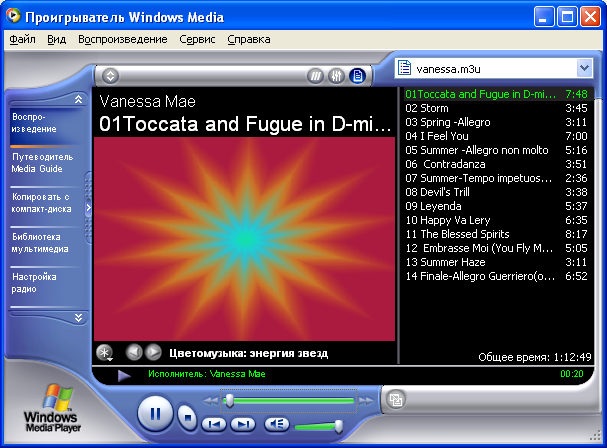 Проигрыватель Windows Media
Файл Вид Воспроизведение Сервис Справка
vanessa.m3u
Воспро-
изведение
Путеводитель
Media Guide
Копировать с
компакт-диска
Библиотека
мультимедиа
Настройка
радио
Vanessa Mae
01Toccata and Fugue in D-mi...
01Toccata and Fugue in D-mi... 7:48
02 Storm 3:45
03 Spring -Allegro 3:11
04 I Feel You 7:00
05 Summer -Allegro non molto 5:16
06 Contradanza 3:51
07 Summer-Tempo impetuos... 2:36
08 Devil's Trill 3:38
09 Leyenda 5:37
10 Happy Va Lery 6:35
11 The Blessed Spirits 8:17
12 Embrasse Moi (You Fly M... 5:05
13 Summer Haze 3:11
14 Finale-Allegro Guerriero(o... 6:52
Цветомузыка: энергия звезд
Общее время: 1:12:49
Исполнитель: Vanessa Mae 00:20
Windows
Media Player